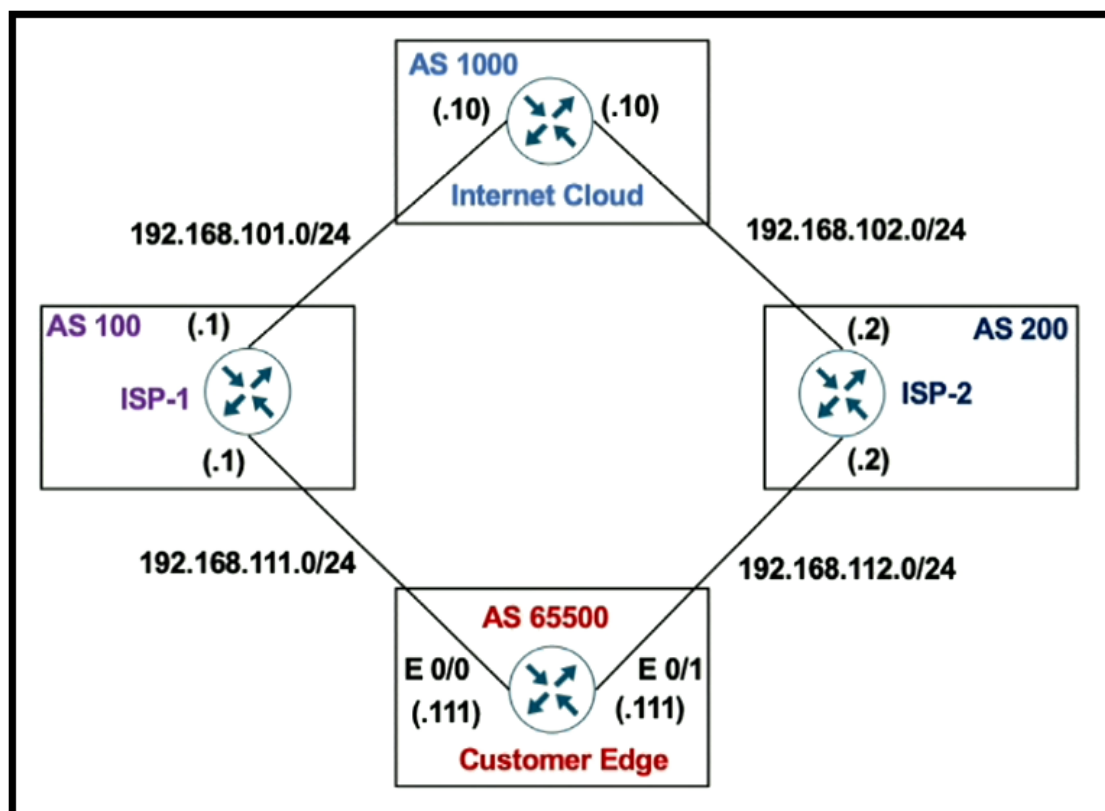 AS 1000
(.10)
(.10)
Internet Cloud
192.168.101.0/24
192.168.102.0/24
AS 100
(.1)
ISP-1
(.1)
(.2)
AS 200
ISP-2
(.2)
192.168.111.0/24
192.168.112.0/24
AS 65500
E 0/0
E 0/1
(.111)
(.111)
Customer Edge